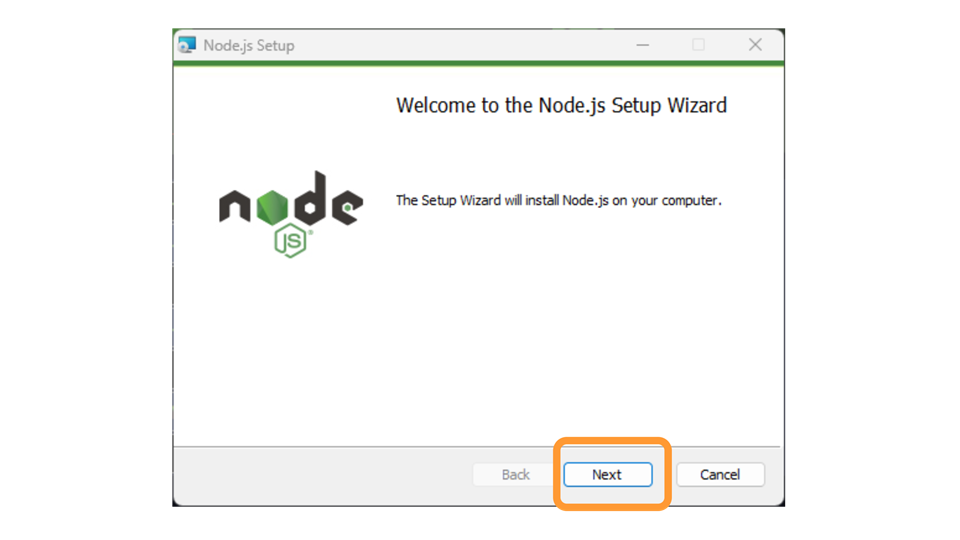 Node.js Setup
Welcome to the Node.js Setup Wizard
The Setup Wizard will install Node.js on your computer.
node
JS
Back
Next
Cancel